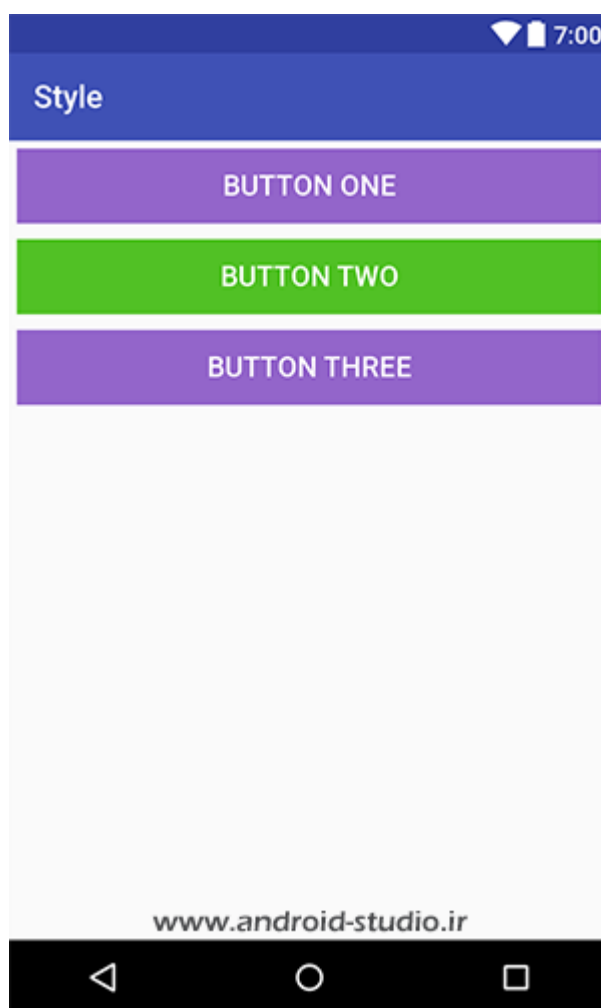 7:00
Style
BUTTON ONE
BUTTON TWO
BUTTON THREE
www.android-studio.ir